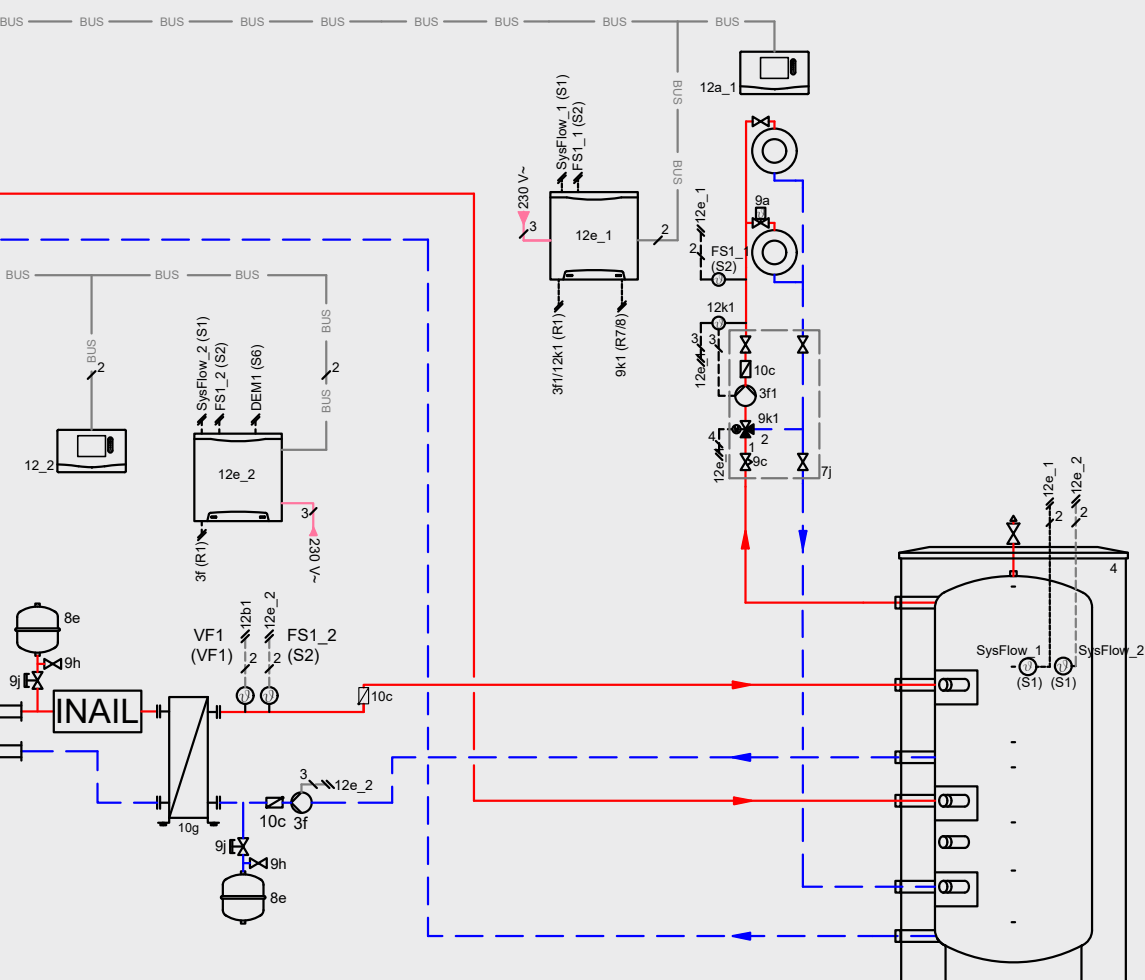 BUS BUS BUS BUS BUS BUS BUS BUS BUS
12a_1
BUS
BUS
SysFlow_1 (S1)
FS1_1 (S2)
230 V~
3
12e_1
2
3f1/12k1 (R1)
9k1 (R7/8)
12e_1
2
9a
FS1_1
(S2)
12k1
3
3
12e_1
10c
3f1
9k1
4
2
1
12e_1
9c
7j
BUS BUS BUS
BUS
2
BUS
2
BUS
12_2
SysFlow_2 (S1)
FS1_2 (S2)
DEM1 (S6)
12e_2
3
230 V~
3f (R1)
12e_1
12e_2
2
2
4
SysFlow_1
SysFlow_2
(S1)
(S1)
8e
9h
9j
INAIL
VF1
(VF1)
12b1
12e_2
2
2
FS1_2
(S2)
10c
10g
3
12e_2
10c
3f
9j
9h
8e